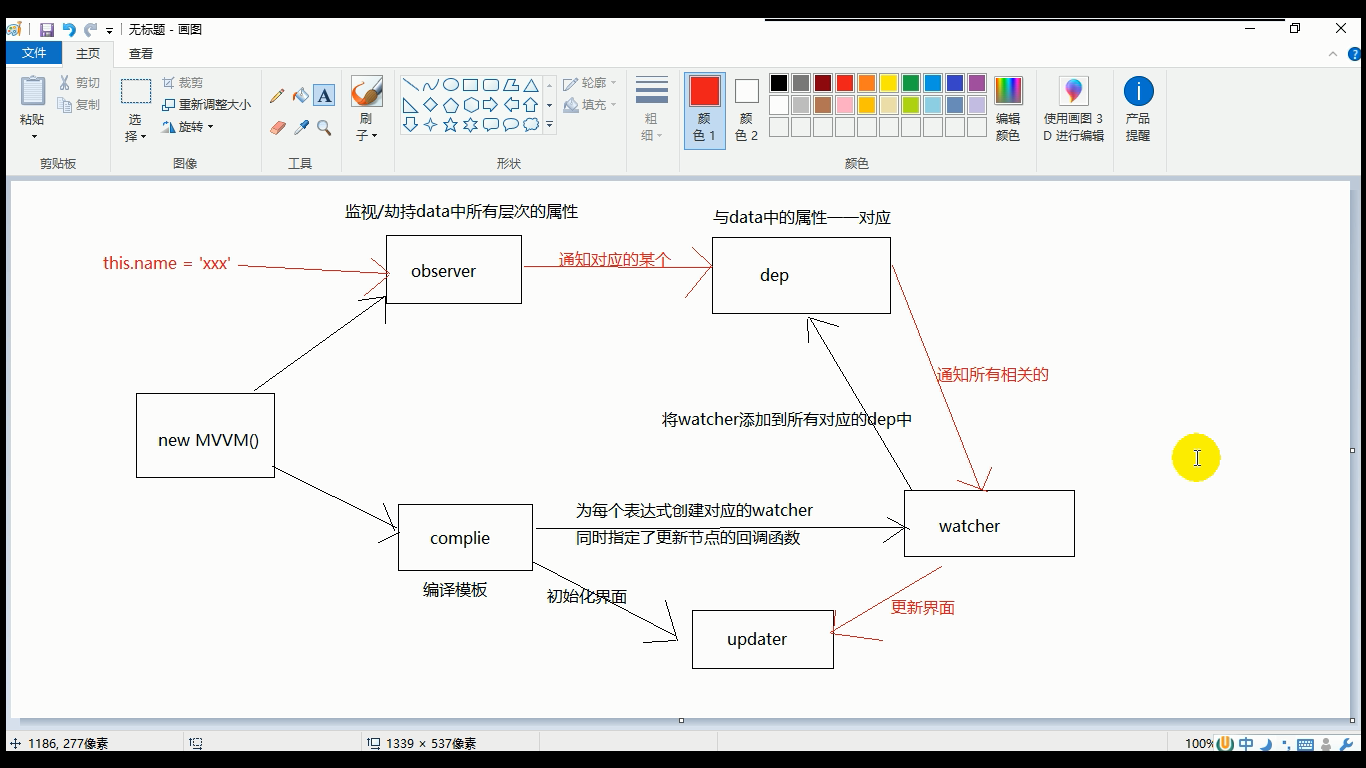 无标题 - 画图
文件
主页
查看
粘贴
剪切
复制
剪贴板
选
择
裁剪
重新调整大小
旋转
图像
A
工具
刷
子
轮廓
填充
形状
粗
细
颜
色 1
颜
色 2
编辑
颜色
颜色
使用画图 3
D 进行编辑
产品
提醒
监视/劫持data中所有层次的属性
与data中的属性一一对应
this.name = 'xxx'
observer
通知对应的某个
dep
通知所有相关的
将watcher添加到所有对应的dep中
new MVVM()
为每个表达式创建对应的watcher
complie
同时指定了更新节点的回调函数
watcher
编译模板
初始化界面
更新界面
updater
1186, 277像素
1339 × 537像素
100%
中